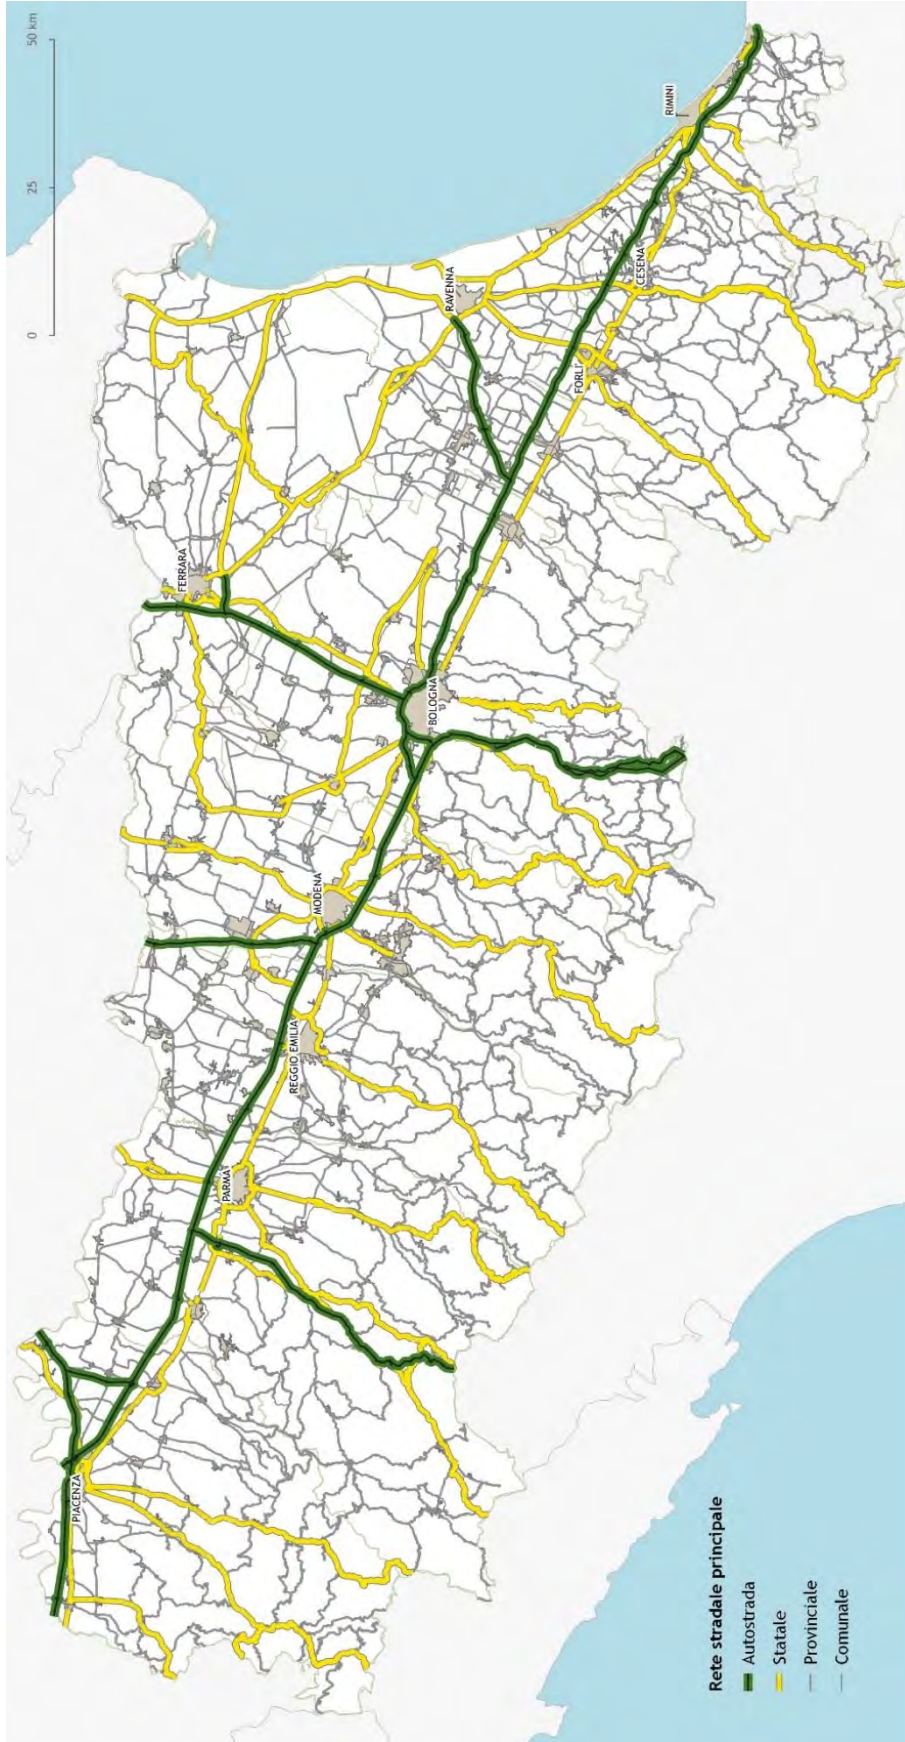 PIACENZA
PARMA
REGGIO EMILIA
MODENA
BOLOGNA
FERRARA
RAVENNA
FORLI'
CESENA
RIMINI
0 25 50 km
Rete stradale principale
Autostrada
Statale
Provinciale
Comunale